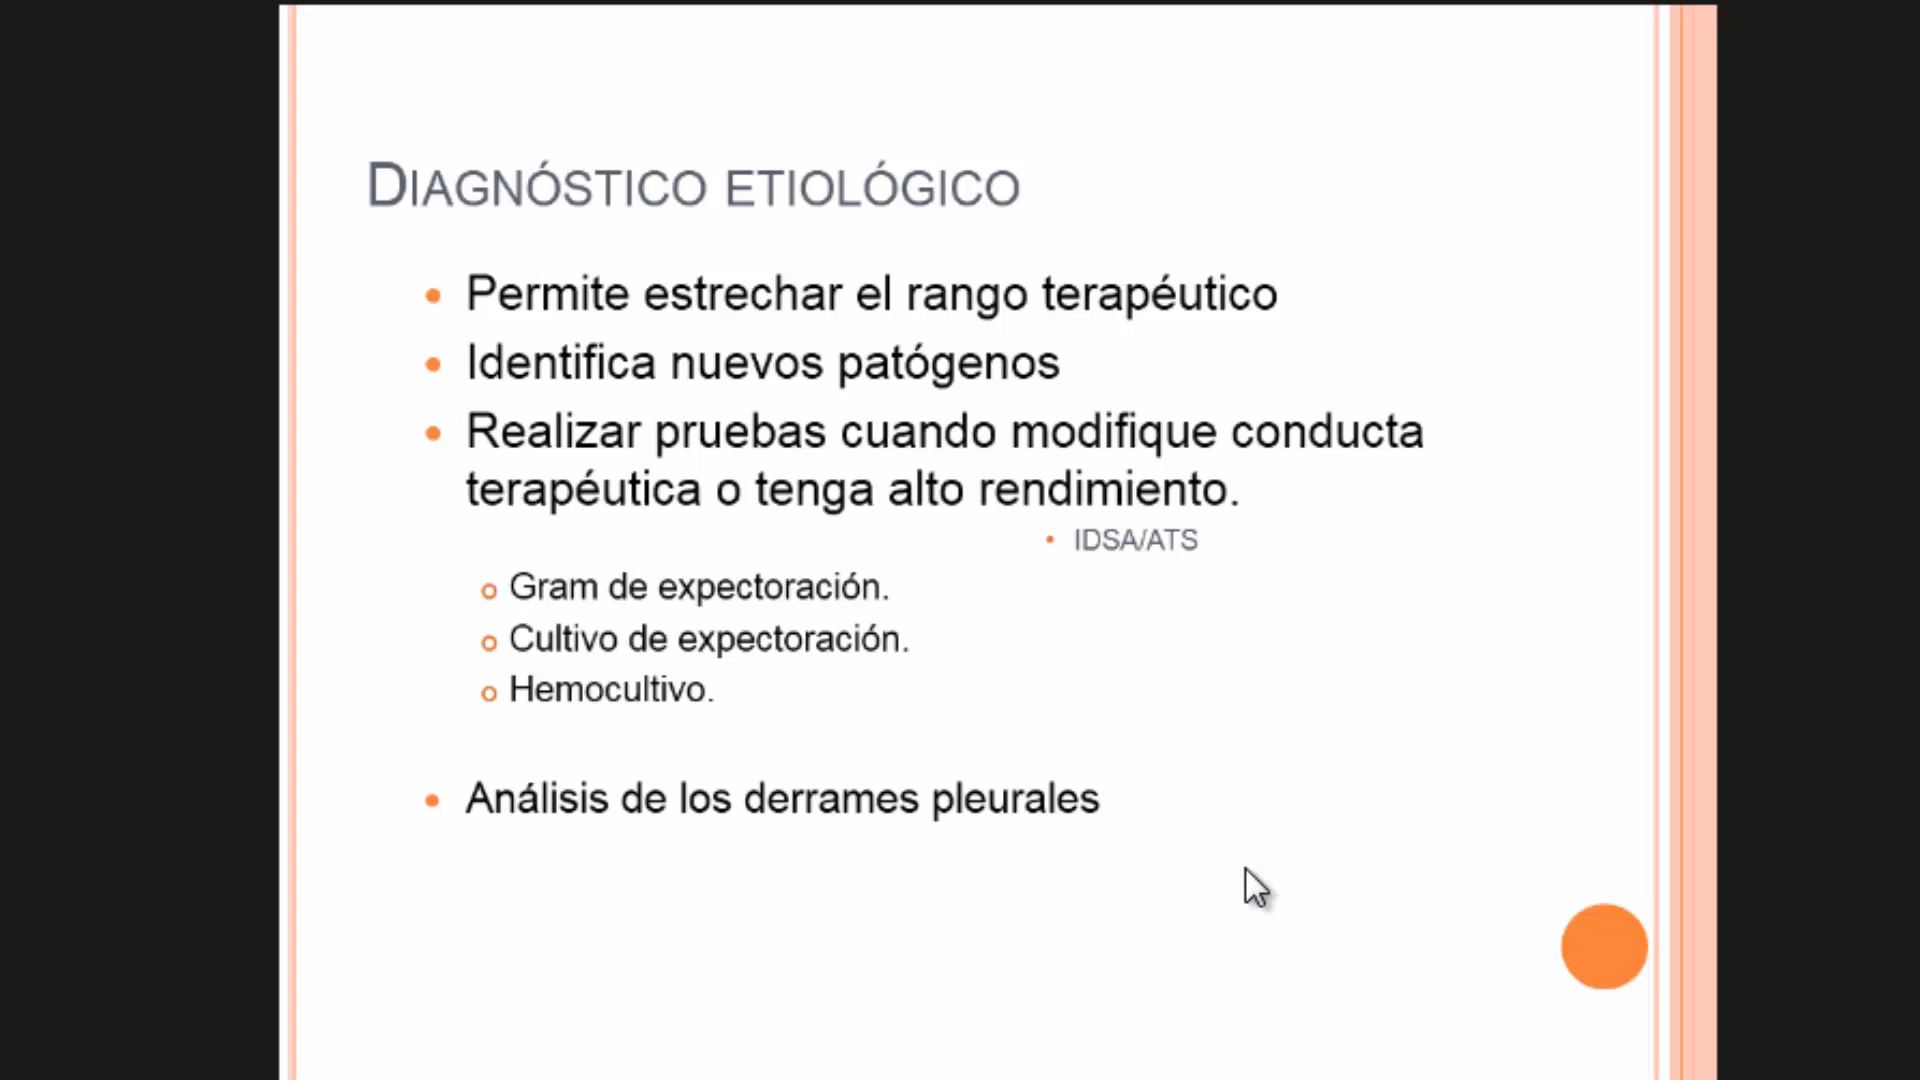 DIAGNÓSTICO ETIOLÓGICO
• Permite estrechar el rango terapéutico
• Identifica nuevos patógenos
• Realizar pruebas cuando modifique conducta
terapéutica o tenga alto rendimiento.
• IDSA/ATS
o Gram de expectoración.
o Cultivo de expectoración.
o Hemocultivo.
• Análisis de los derrames pleurales